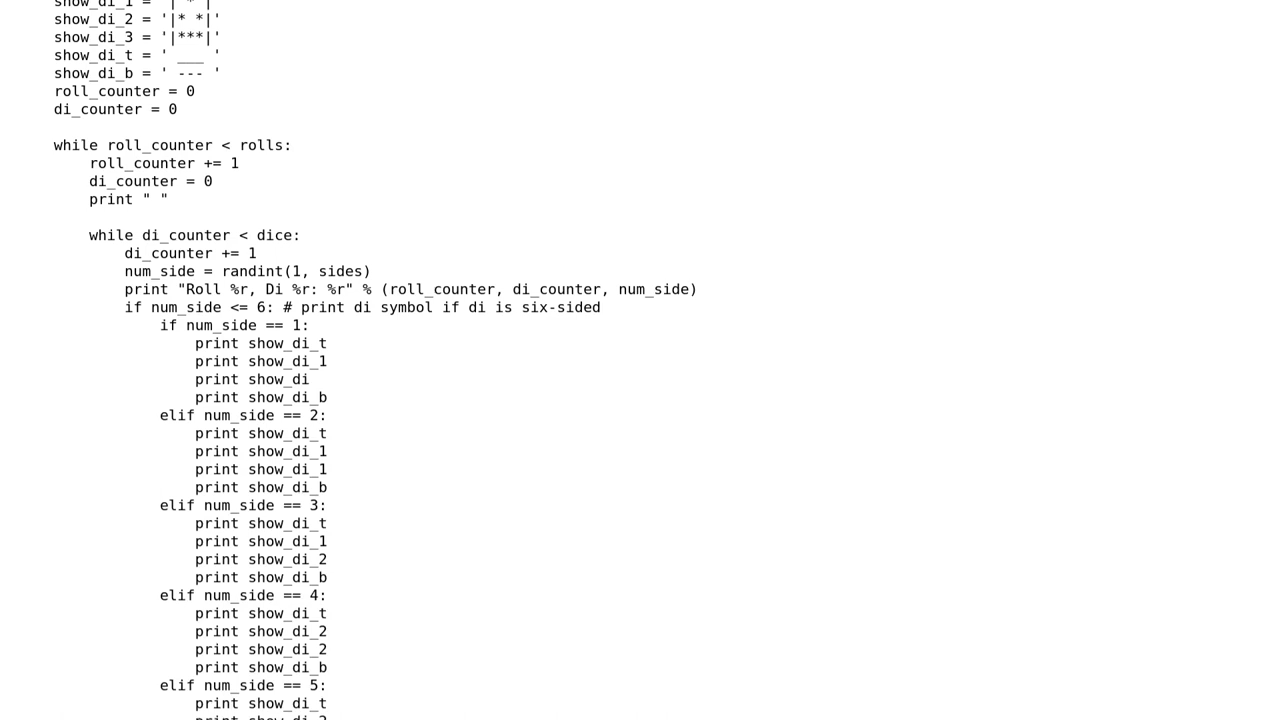 show_di_1 = '| * |'
show_di_2 = '|* *|'
show_di_3 = '|***|'
show_di_t = ' ___ '
show_di_b = ' --- '
roll_counter = 0
di_counter = 0
while roll_counter < rolls:
roll_counter += 1
di_counter = 0
print " "
while di_counter < dice:
di_counter += 1
num_side = randint(1, sides)
print "Roll %r, Di %r: %r" % (roll_counter, di_counter, num_side)
if num_side <= 6: # print di symbol if di is six-sided
if num_side == 1:
print show_di_t
print show_di_1
print show_di
print show_di_b
elif num_side == 2:
print show_di_t
print show_di_1
print show_di_1
print show_di_b
elif num_side == 3:
print show_di_t
print show_di_1
print show_di_2
print show_di_b
elif num_side == 4:
print show_di_t
print show_di_2
print show_di_2
print show_di_b
elif num_side == 5:
print show_di_t